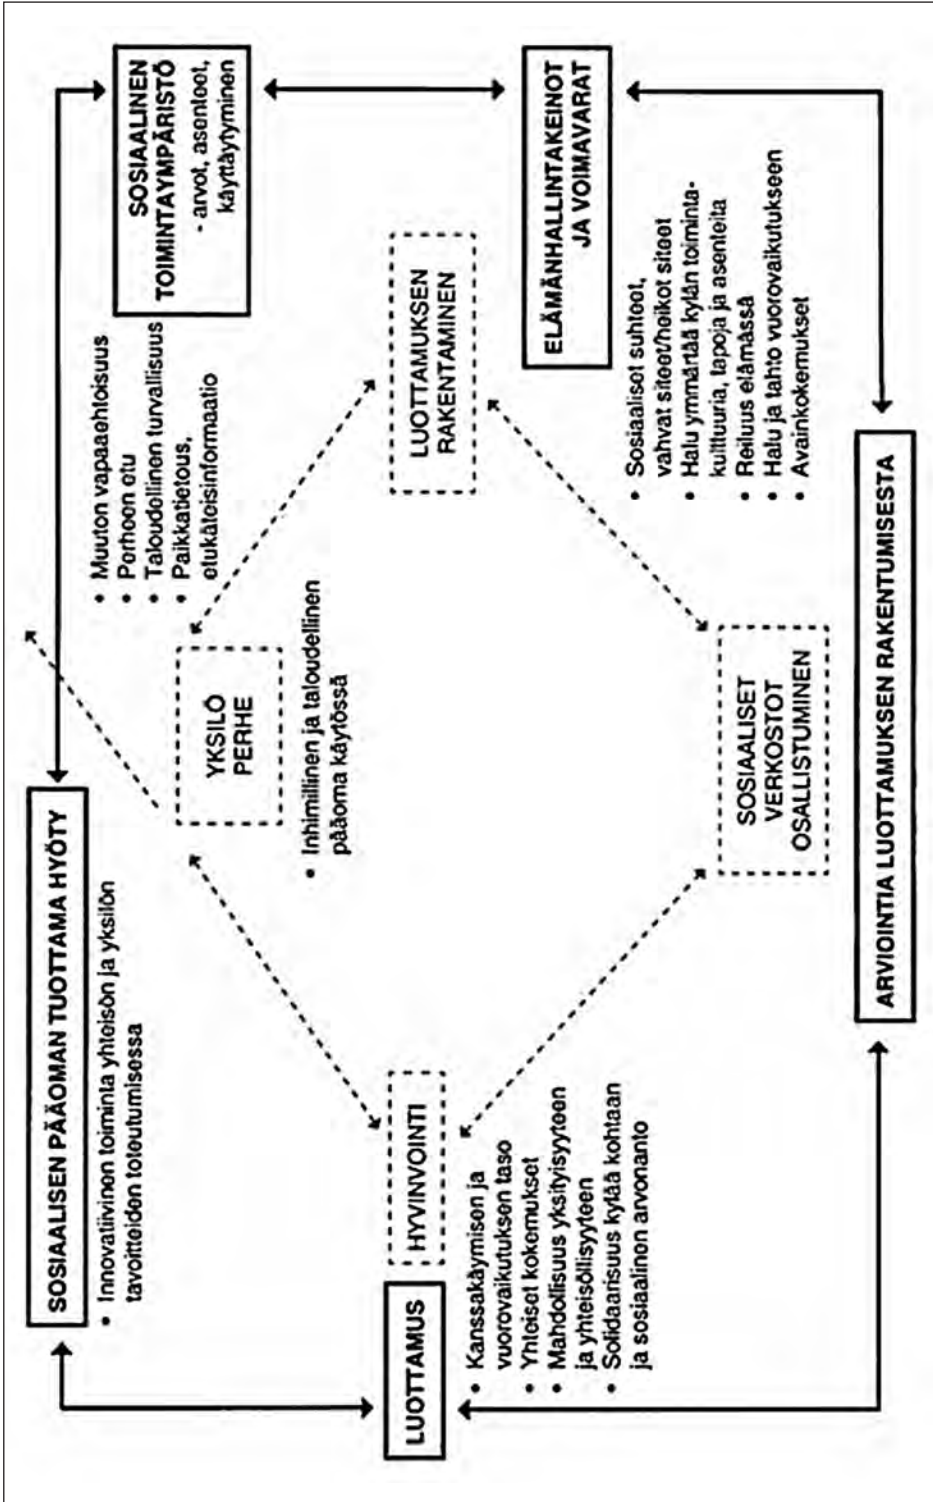 SOSIAALISEN PÄÄOMAN TUOTTAMA HYÖTY
• Innovatiivinen toiminta yhteisön ja yksilön
tavoitteiden toteutumisessa
SOSIAALINEN
TOIMINTAYMPÄRISTÖ
- arvot, asenteet,
käyttäytyminen
• Muuton vapaaehtoisuus
• Perheen etu
• Taloudellinen turvallisuus
• Paikkatietous,
etukäteisinformaatio
YKSILÖ
PERHE
• Inhimillinen ja taloudellinen
pääoma käytössä
LUOTTAMUS
HYVINVOINTI
• Kanssakäymisen ja
vuorovaikutuksen taso
• Yhteiset kokemukset
• Mahdollisuus yksityisyyteen
ja yhteisöllisyyteen
• Solidaarisuus kylää kohtaan
ja sosiaalinen arvonanto
LUOTTAMUKSEN
RAKENTAMINEN
ELÄMÄNHALLINTAKEINOT
JA VOIMAVARAT
• Sosiaaliset suhteet,
vahvat siteet/heikot siteet
• Halu ymmärtää kylän toiminta-
kulttuuria, tapoja ja asenteita
• Reiluus elämässä
• Halu ja tahto vuorovaikutukseen
• Avainkokemukset
SOSIAALISET
VERKOSTOT
OSALLISTUMINEN
ARVIOINTIA LUOTTAMUKSEN RAKENTUMISESTA